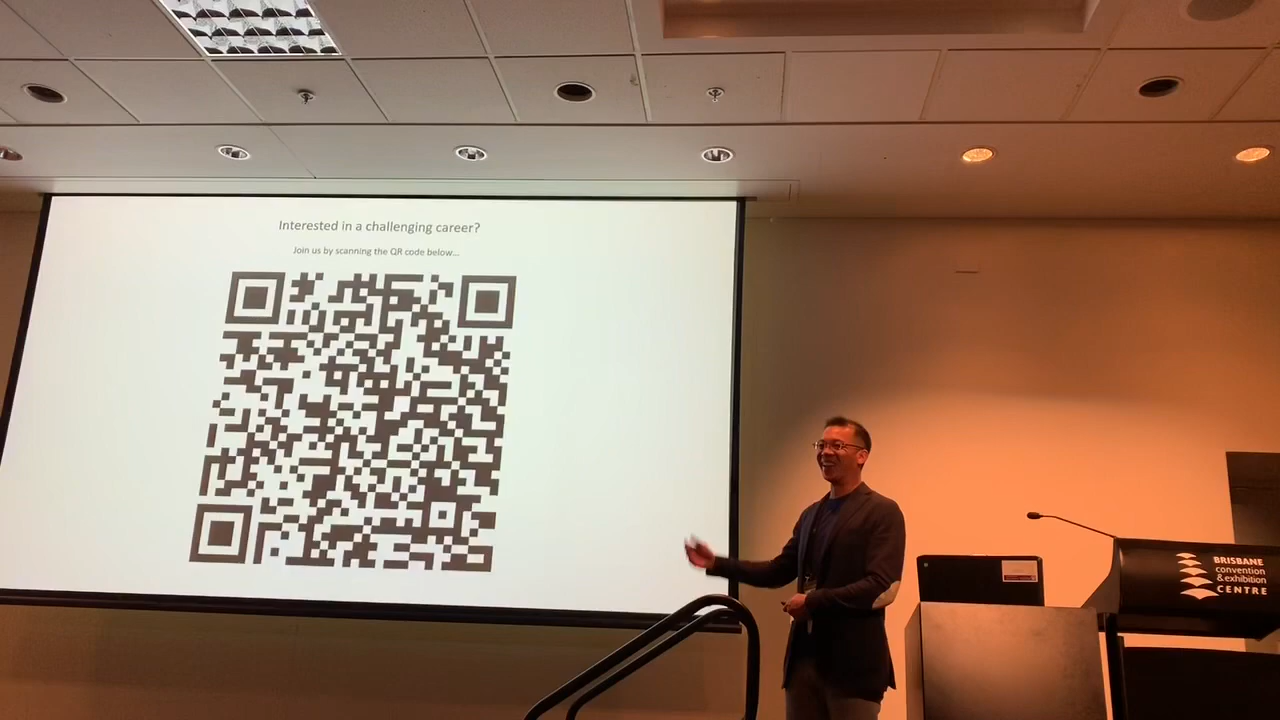 Interested in a challenging career?
Join us by scanning the QR code below...
BRISBANE
convention
& exhibition
CENTRE